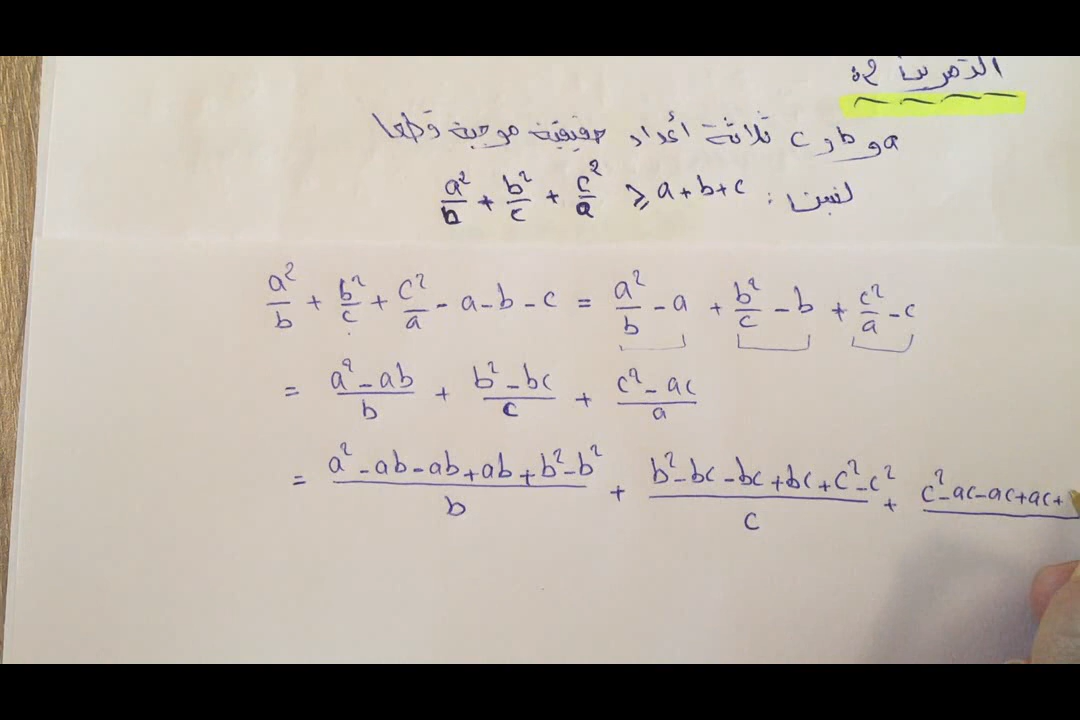 التمرين 2:
a و b و c ثلاثة أعداد حقيقية موجبة قطعا
لنبين : a²/b + b²/c + c²/a ⩾ a+b+c
a²/b + b²/c + c²/a - a - b - c = a²/b - a + b²/c - b + c²/a - c
= (a² - ab)/b + (b² - bc)/c + (c² - ac)/a
= (a² - ab - ab + ab + b² - b²)/b + (b² - bc - bc + bc + c² - c²)/c + c² - ac - ac + ac +